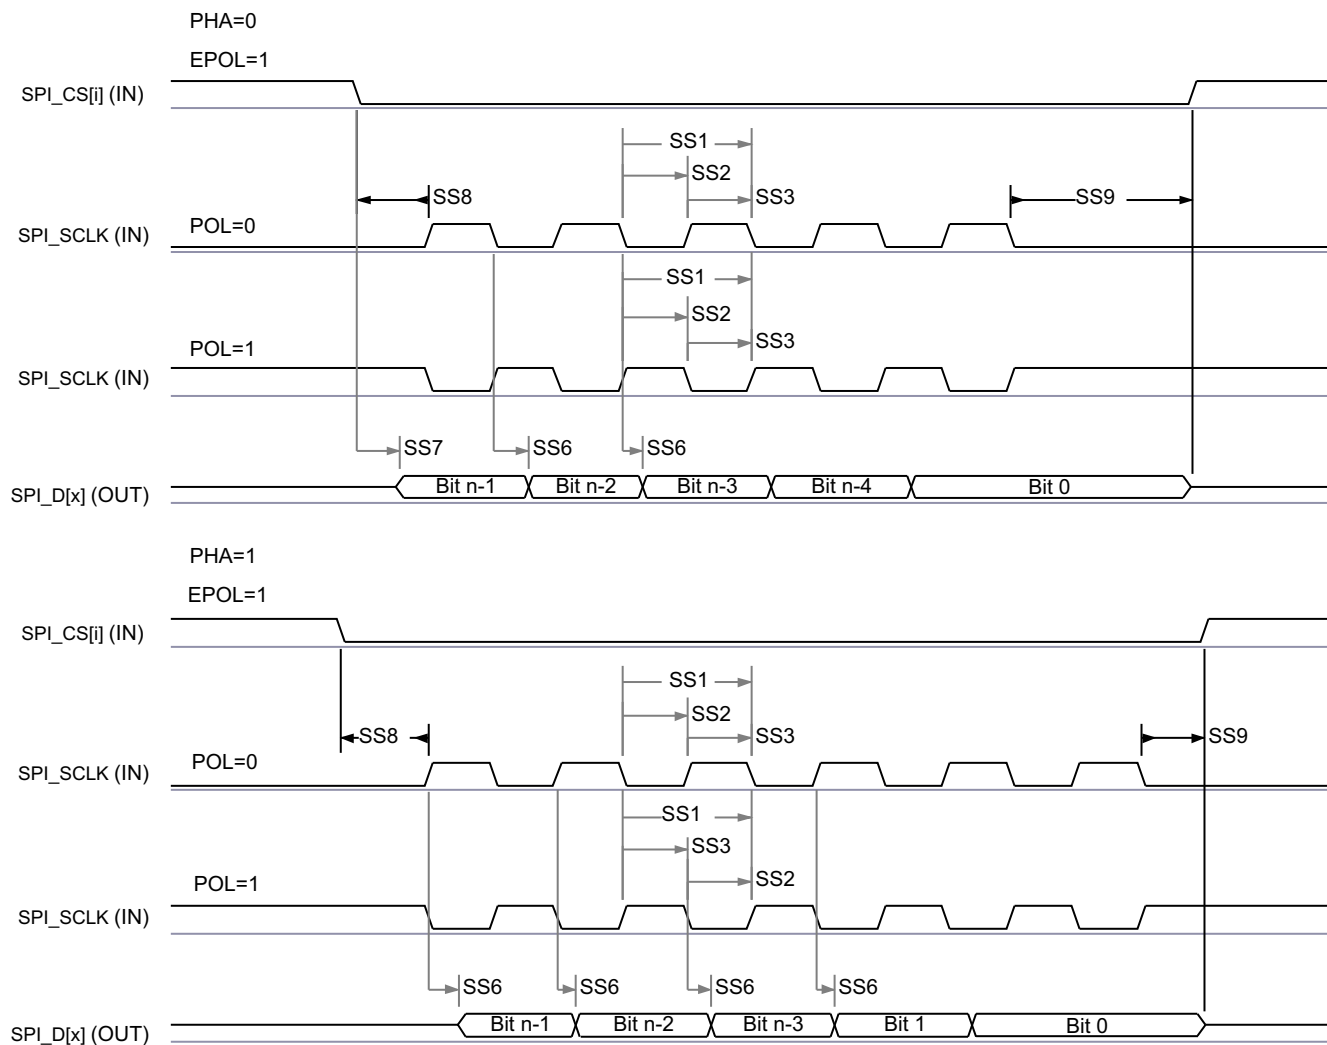 PHA=0
EPOL=1
SPI_CS[i] (IN)
SS1
SS2
SS8
SS3
SS9
POL=0
SPI_SCLK (IN)
SS1
SS2
SS3
POL=1
SPI_SCLK (IN)
SS7
SS6
SS6
SPI_D[x] (OUT)
Bit n-1
Bit n-2
Bit n-3
Bit n-4
Bit 0
PHA=1
EPOL=1
SPI_CS[i] (IN)
SS1
SS2
SS8
SS3
SS9
POL=0
SPI_SCLK (IN)
SS1
SS3
SS2
POL=1
SPI_SCLK (IN)
SS6
SS6
SS6
SS6
SPI_D[x] (OUT)
Bit n-1
Bit n-2
Bit n-3
Bit 1
Bit 0